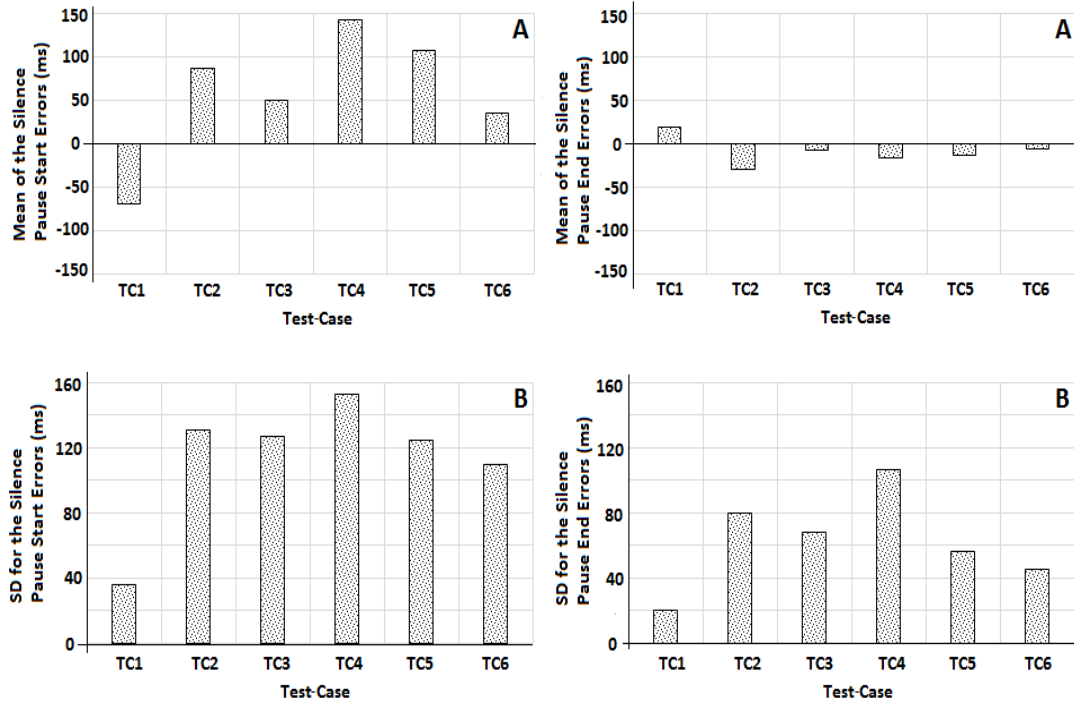 Mean of the Silence
Pause Start Errors (ms)
150
100
50
0
-50
-100
-150
A
TC1 TC2 TC3 TC4 TC5 TC6
Test-Case
Mean of the Silence
Pause End Errors (ms)
150
100
50
0
-50
-100
-150
A
TC1 TC2 TC3 TC4 TC5 TC6
Test-Case
SD for the Silence
Pause Start Errors (ms)
160
120
80
40
0
B
TC1 TC2 TC3 TC4 TC5 TC6
Test-Case
SD for the Silence
Pause End Errors (ms)
160
120
80
40
0
B
TC1 TC2 TC3 TC4 TC5 TC6
Test-Case